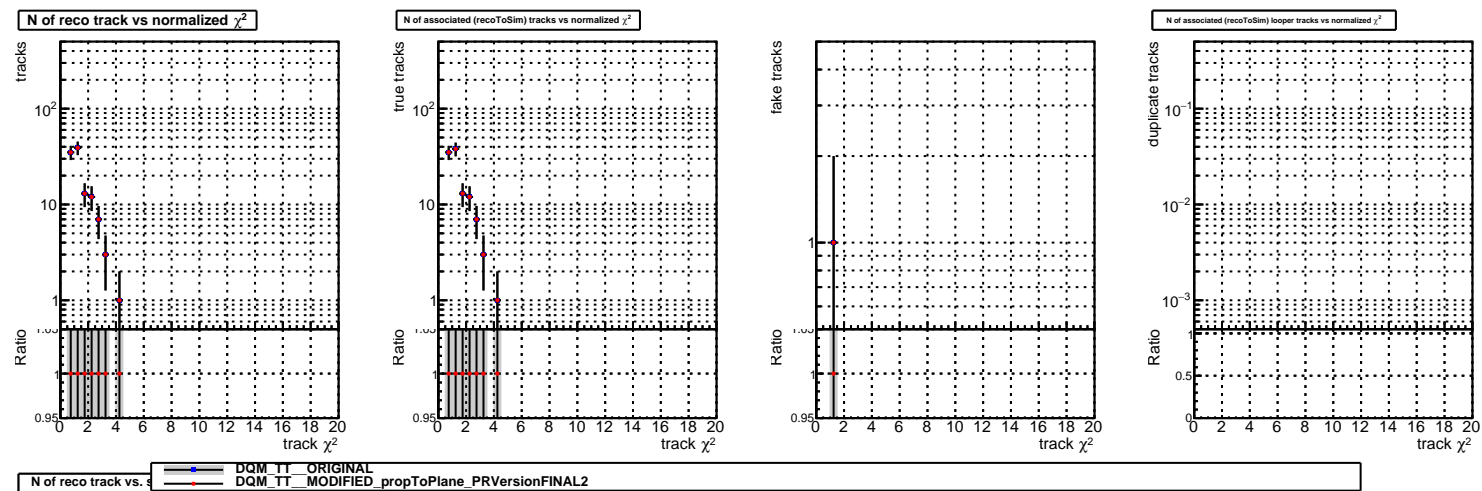 N of reco track vs normalized χ²
N of associated (recoToSim) tracks vs normalized χ²
N of associated (recoToSim) looper tracks vs normalized χ²
tracks
10²
10
1
Ratio
1.05
1
0.95
0 2 4 6 8 10 12 14 16 18 20
track χ²
true tracks
10²
10
1
Ratio
1.05
1
0.95
0 2 4 6 8 10 12 14 16 18 20
track χ²
fake tracks
1
Ratio
1.05
1
0.95
0 2 4 6 8 10 12 14 16 18 20
track χ²
duplicate tracks
10⁻¹
10⁻²
10⁻³
Ratio
1
0.5
0
0 2 4 6 8 10 12 14 16 18 20
track χ²
N of reco track vs.
DQM_TT__ORIGINAL
DQM_TT__MODIFIED_propToPlane_PRVersionFINAL2